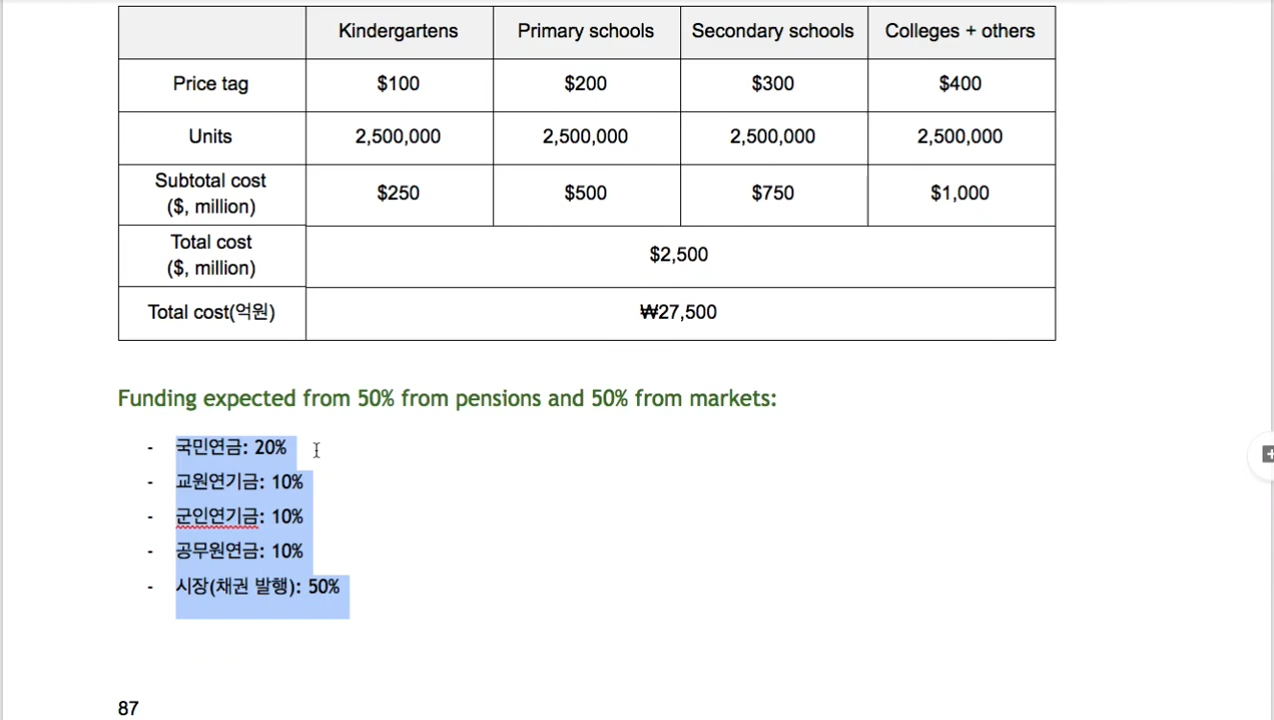 Kindergartens Primary schools Secondary schools Colleges + others
Price tag $100 $200 $300 $400
Units 2,500,000 2,500,000 2,500,000 2,500,000
Subtotal cost
($, million) $250 $500 $750 $1,000
Total cost
($, million) $2,500
Total cost(억원) ₩27,500
Funding expected from 50% from pensions and 50% from markets:
- 국민연금: 20%
- 교원연기금: 10%
- 군인연기금: 10%
- 공무원연금: 10%
- 시장(채권 발행): 50%
87